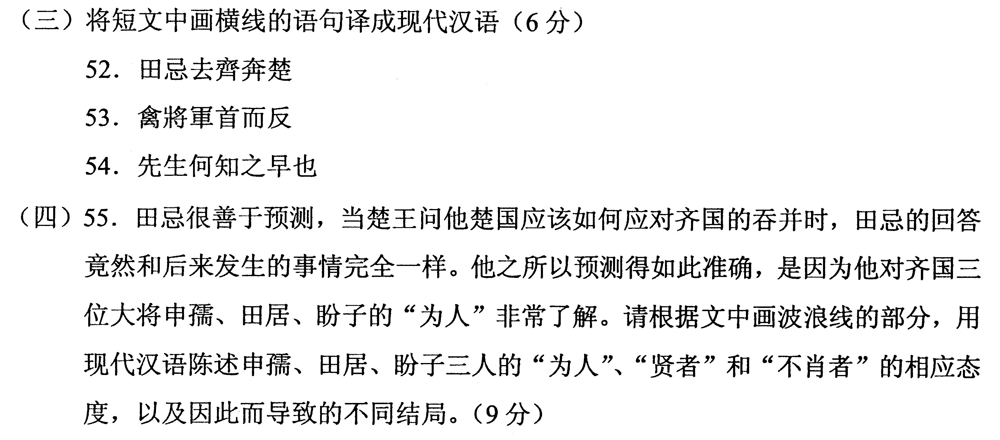 （三）将短文中画横线的语句译成现代汉语（6 分）
52．田忌去齊奔楚
53．禽將軍首而反
54．先生何知之早也
（四）55．田忌很善于预测，当楚王问他楚国应该如何应对齐国的吞并时，田忌的回答
竟然和后来发生的事情完全一样。他之所以预测得如此准确，是因为他对齐国三
位大将申孺、田居、盼子的“为人”非常了解。请根据文中画波浪线的部分，用
现代汉语陈述申孺、田居、盼子三人的“为人”、“贤者”和“不肖者”的相应态
度，以及因此而导致的不同结局。（9 分）